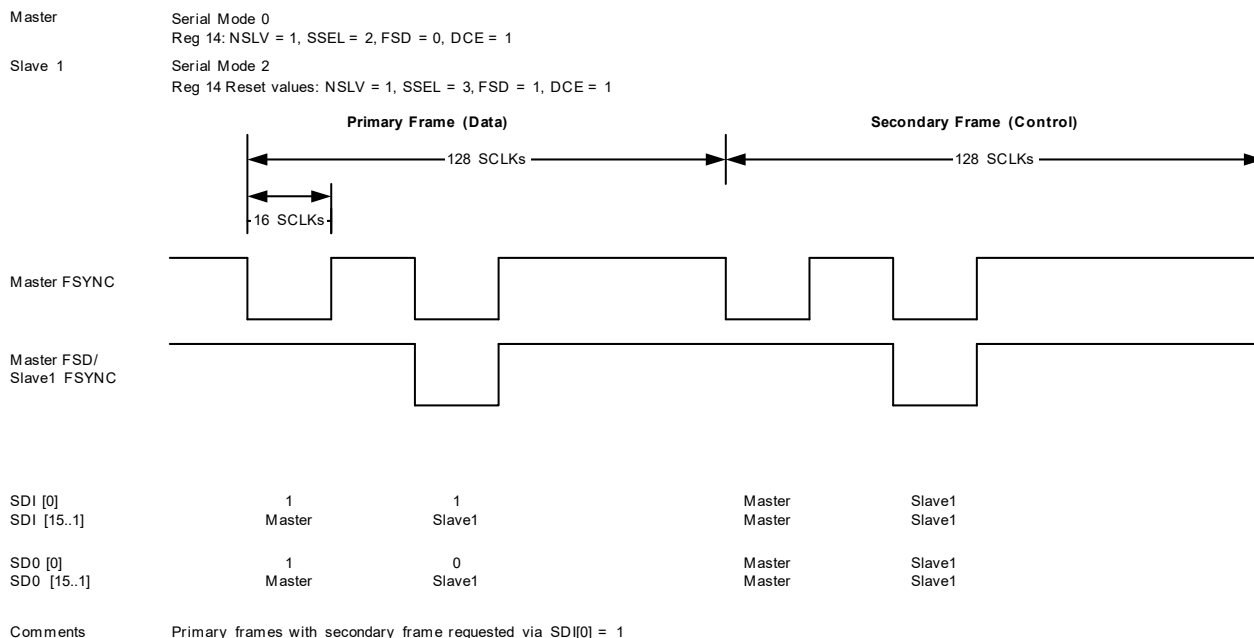 Master Serial Mode 0
Reg 14: NSLV = 1, SSEL = 2, FSD = 0, DCE = 1
Slave 1 Serial Mode 2
Reg 14 Reset values: NSLV = 1, SSEL = 3, FSD = 1, DCE = 1
Primary Frame (Data) Secondary Frame (Control)
128 SCLKs 128 SCLKs
16 SCLKs
Master FSYNC
Master FSD/
Slave1 FSYNC
SDI [0] 1 1 Master Slave1
SDI [15..1] Master Slave1 Master Slave1
SD0 [0] 1 0 Master Slave1
SD0 [15..1] Master Slave1 Master Slave1
Comments Primary frames with secondary frame requested via SDI[0] = 1